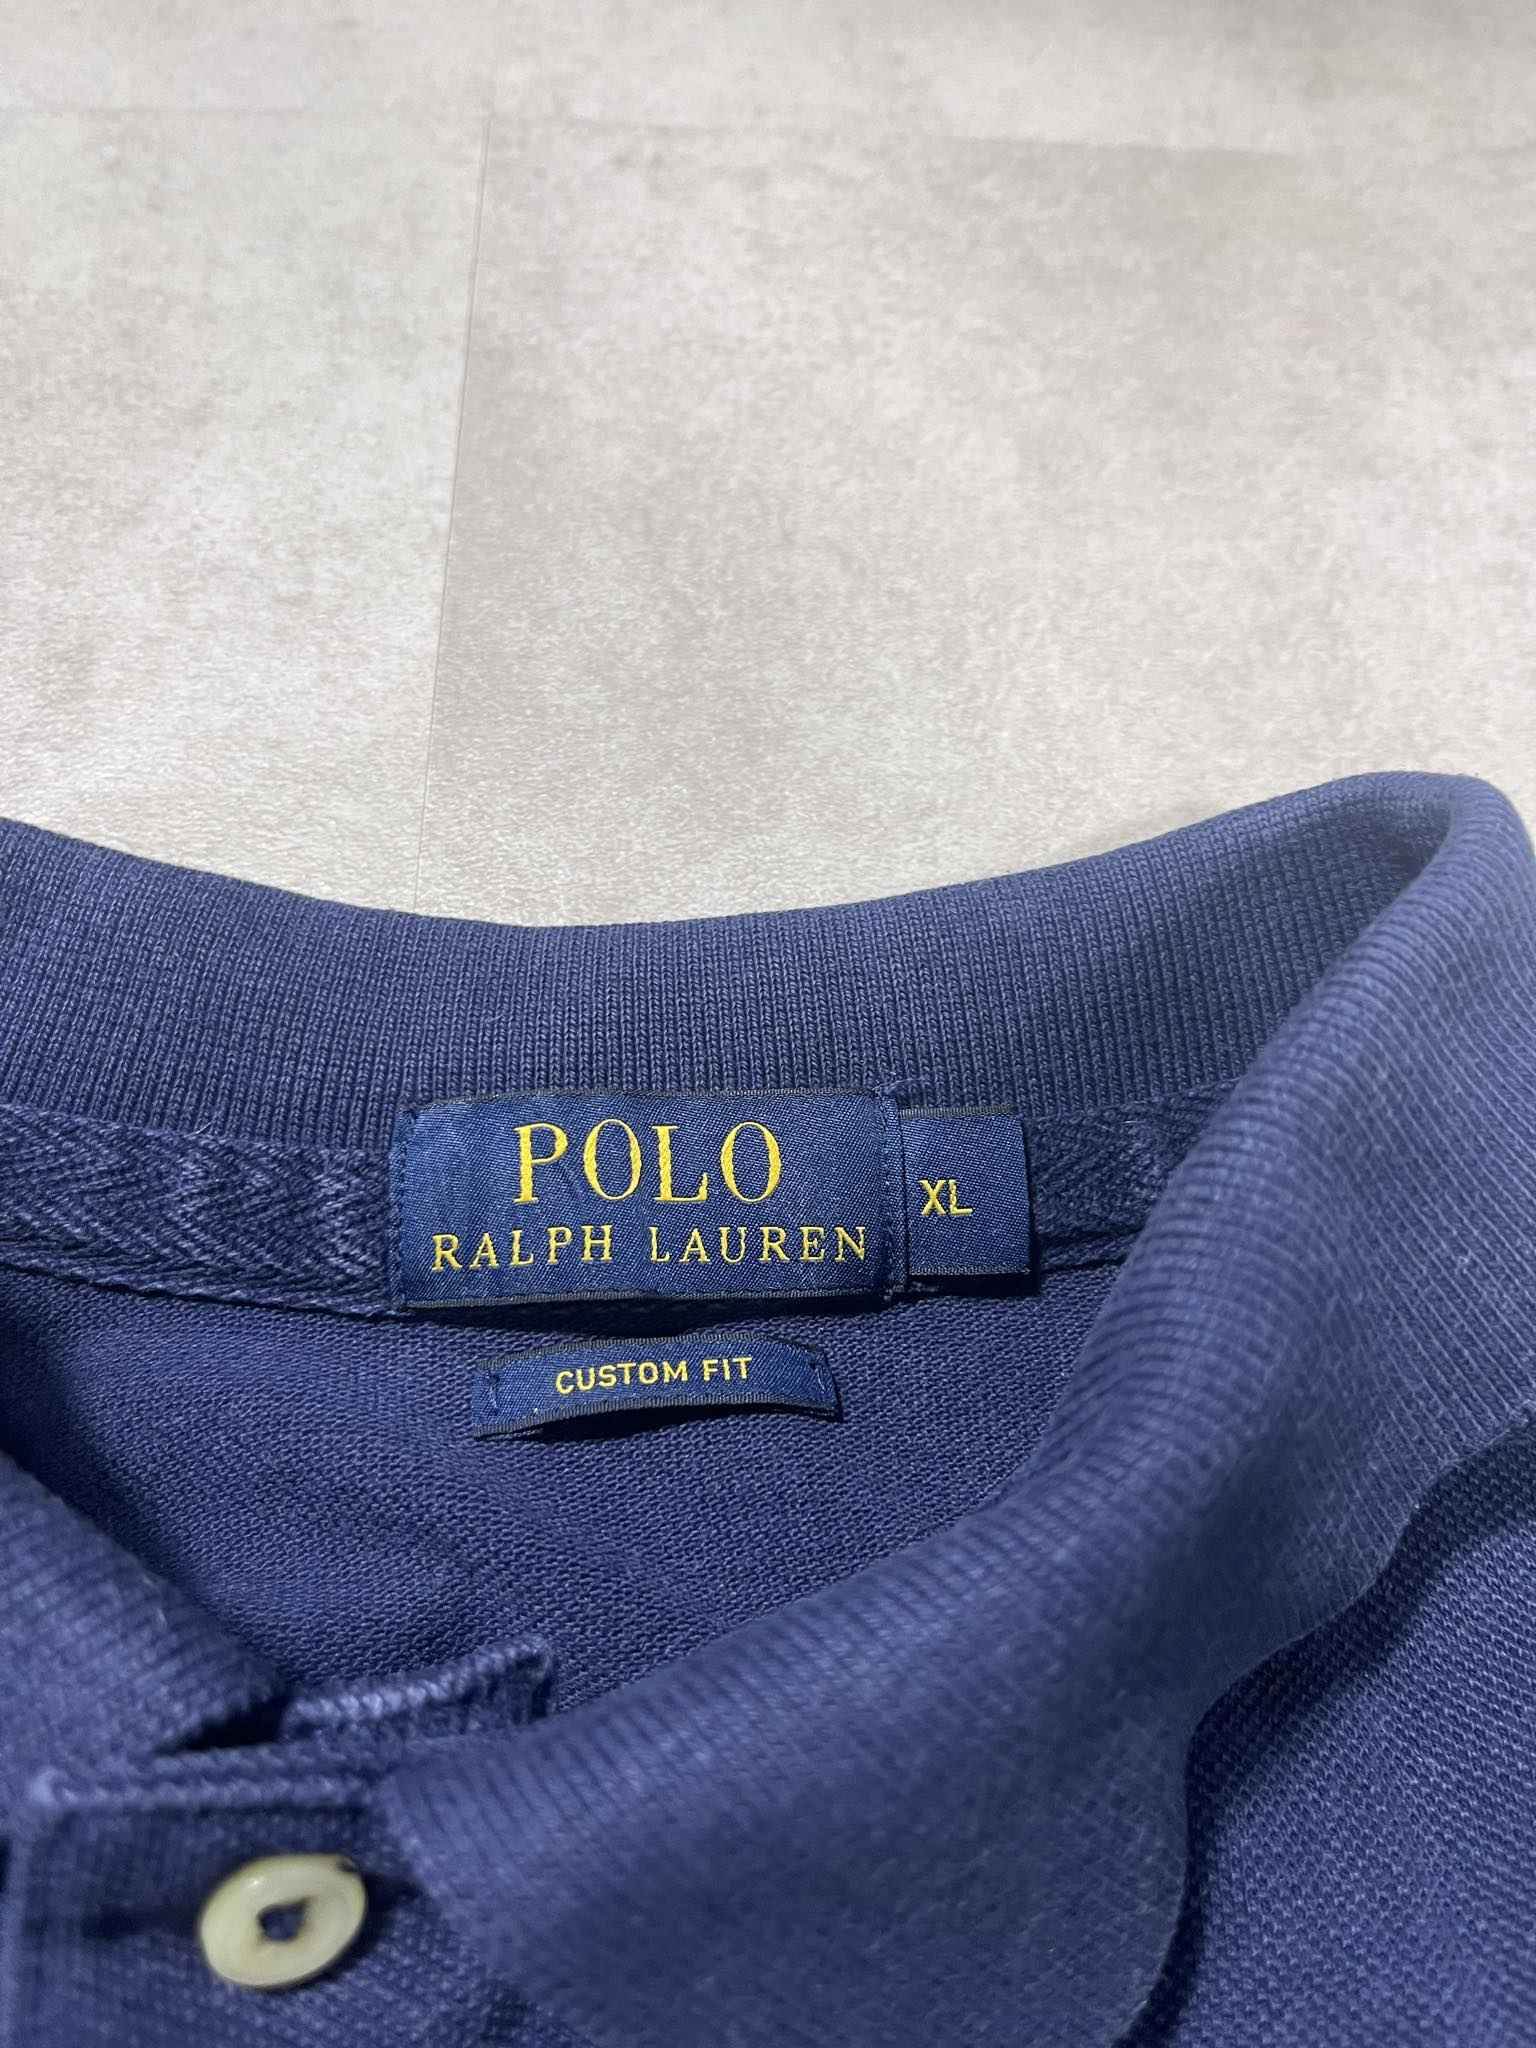 POLO
RALPH LAUREN
XL
CUSTOM FIT